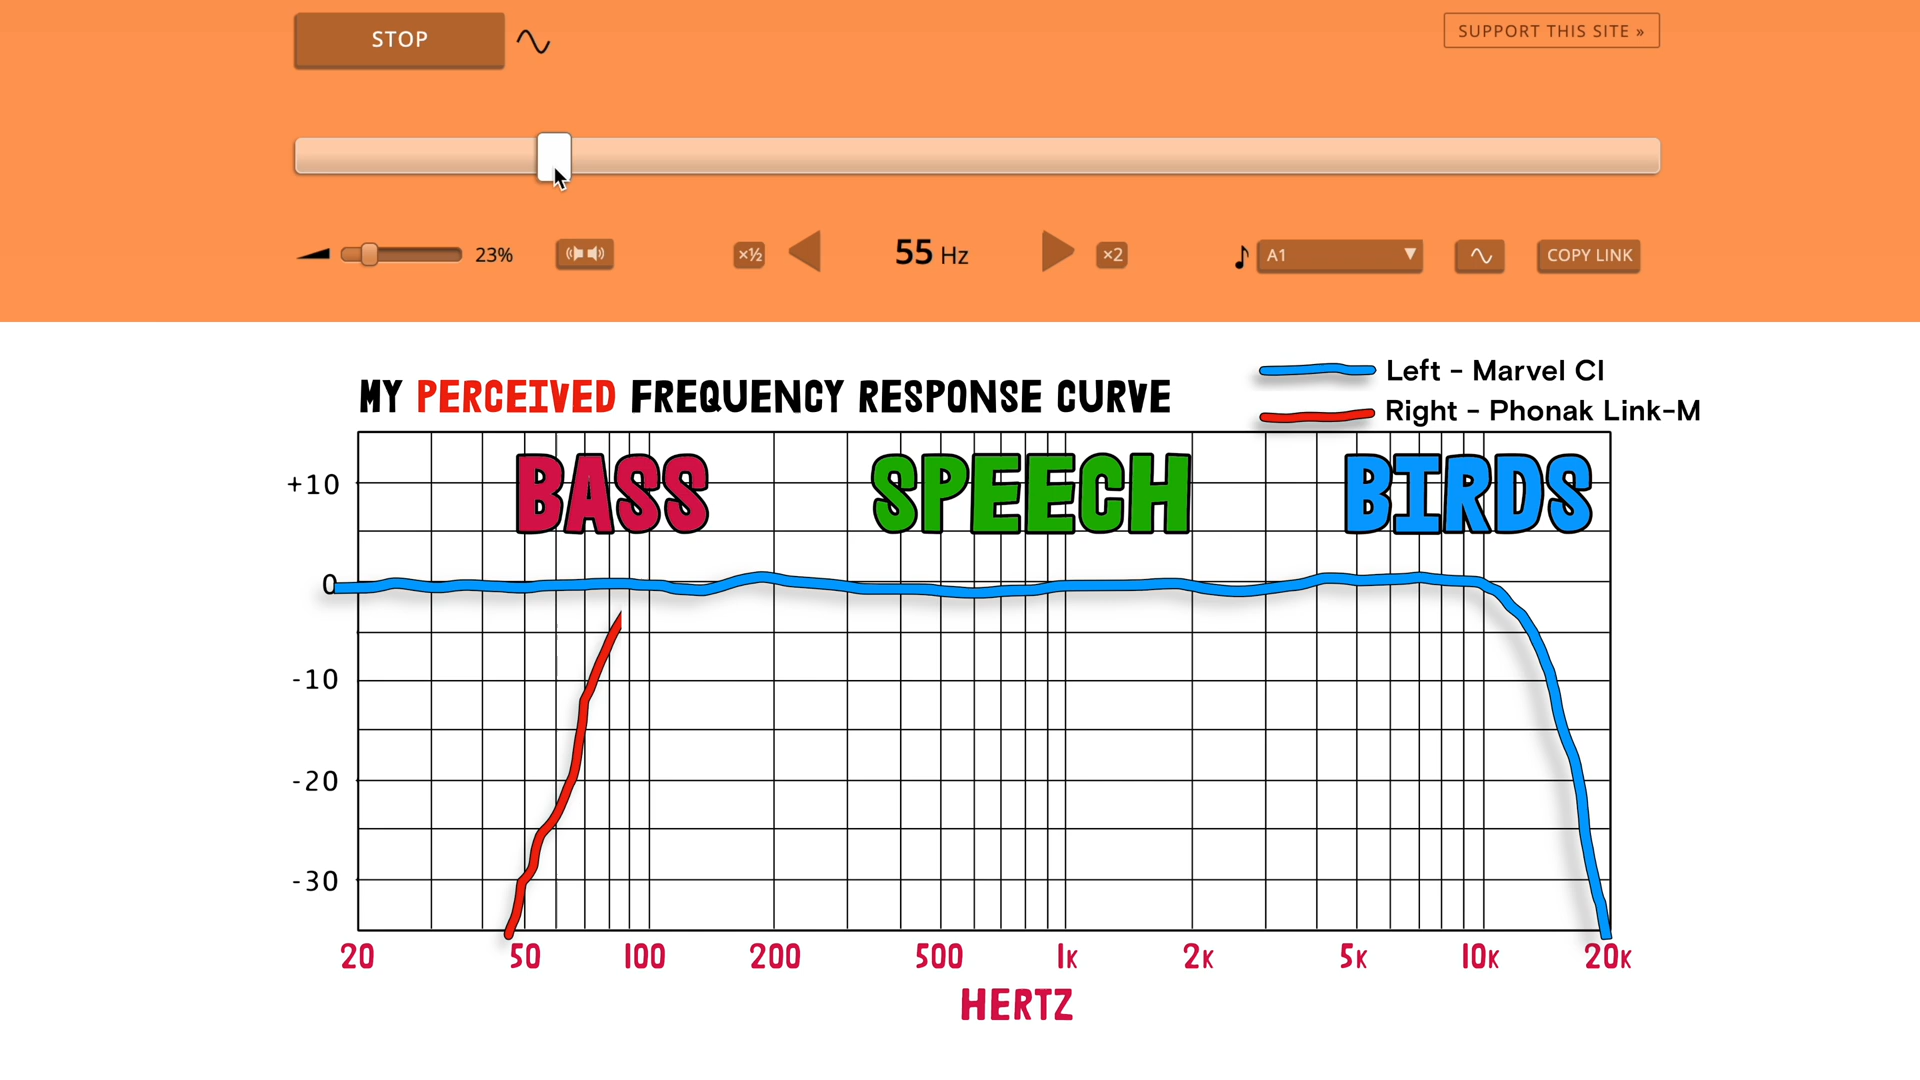 STOP
SUPPORT THIS SITE »
23%
×½
55 Hz
×2
A1
COPY LINK
MY PERCEIVED FREQUENCY RESPONSE CURVE
Left - Marvel CI
Right - Phonak Link-M
BASS SPEECH BIRDS
+10
0
-10
-20
-30
20 50 100 200 500 1K 2K 5K 10K 20K
HERTZ